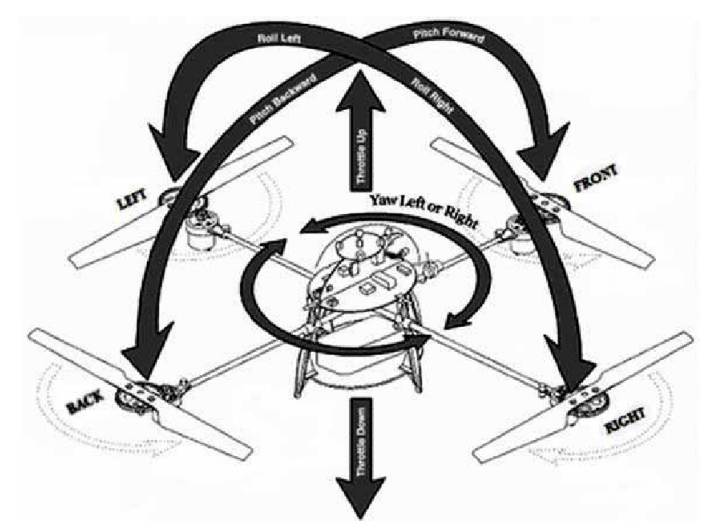 Roll Left
Pitch Forward
Pitch Backward
Roll Right
Throttle Up
LEFT
FRONT
Yaw Left or Right
BACK
RIGHT
Throttle Down